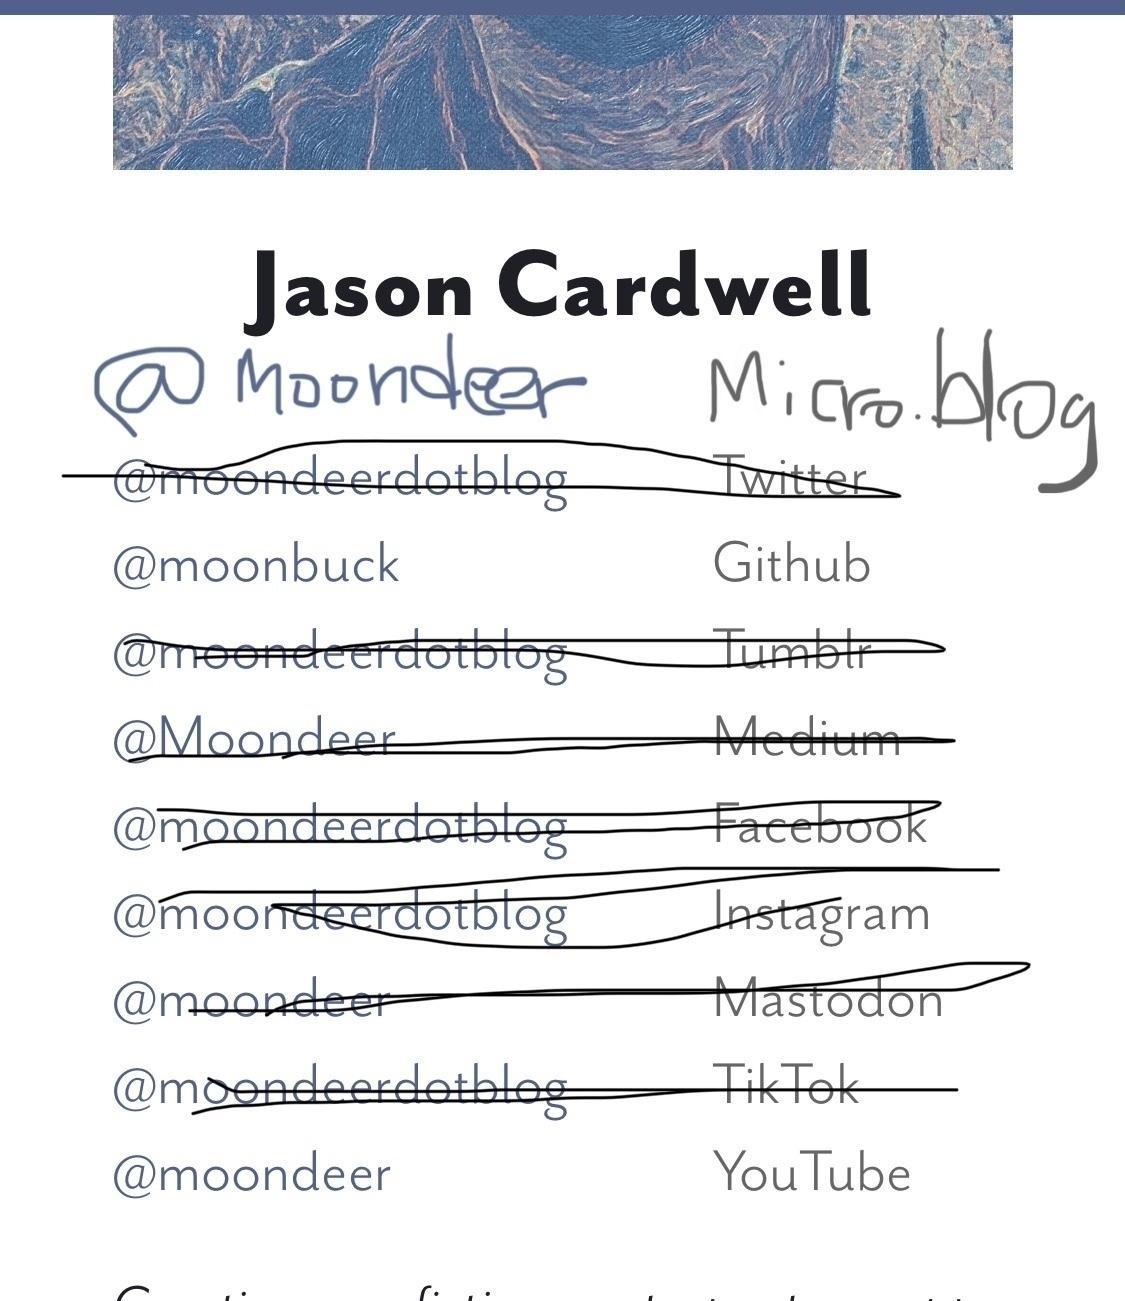 Jason Cardwell
@Moondeer Micro.blog
@moondeerdotblog Twitter
@moonbuck Github
@moondeerdotblog Tumblr
@Moondeer Medium
@moondeerdotblog Facebook
@moondeerdotblog Instagram
@moondeer Mastodon
@moondeerdotblog TikTok
@moondeer YouTube